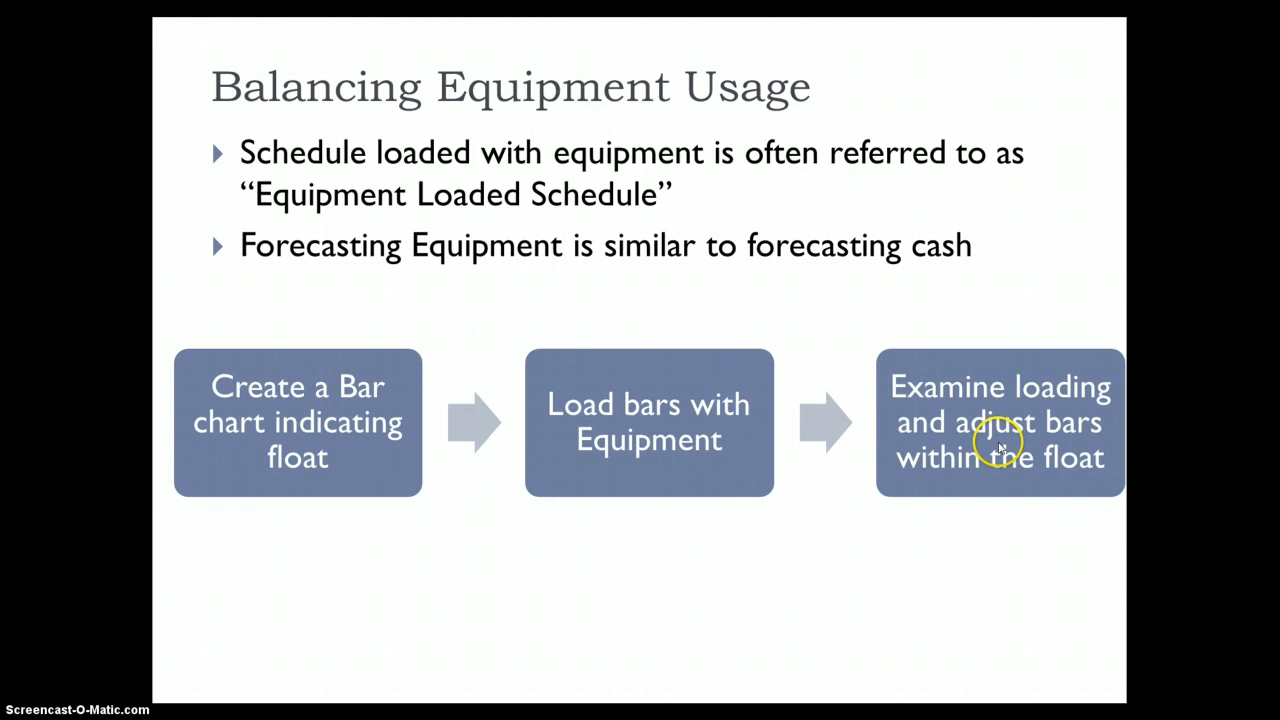 Balancing Equipment Usage
Schedule loaded with equipment is often referred to as
“Equipment Loaded Schedule”
Forecasting Equipment is similar to forecasting cash
Create a Bar
chart indicating
float
Load bars with
Equipment
Examine loading
and adjust bars
within the float
Screencast-O-Matic.com